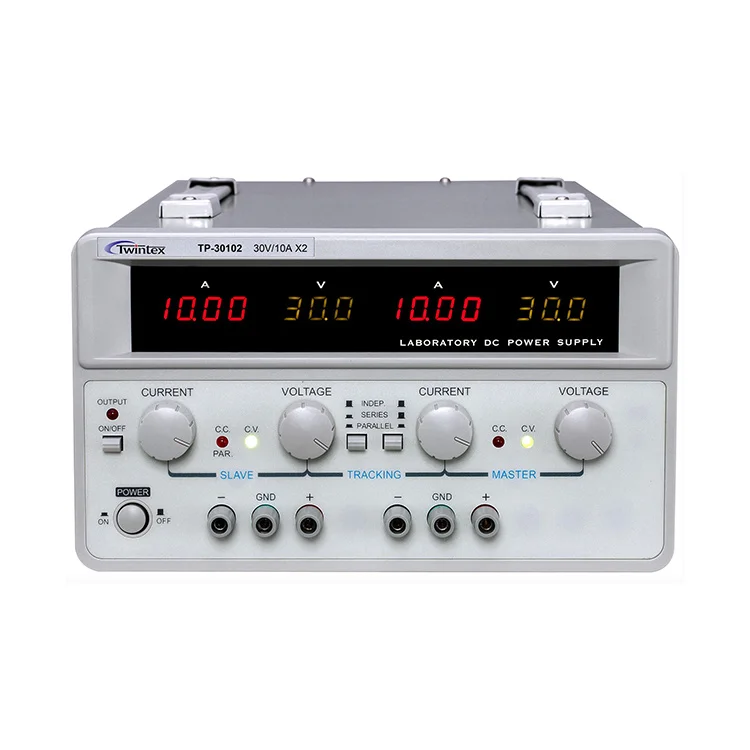 Twintex TP-30102 30V/10A X2
A V A V
10.00 30.0 10.00 30.0
LABORATORY DC POWER SUPPLY
CURRENT VOLTAGE INDEP. CURRENT VOLTAGE
SERIES
PARALLEL
OUTPUT
ON/OFF
C.C. C.V. C.C. C.V.
PAR.
SLAVE TRACKING MASTER
POWER
ON OFF
− GND + − GND +